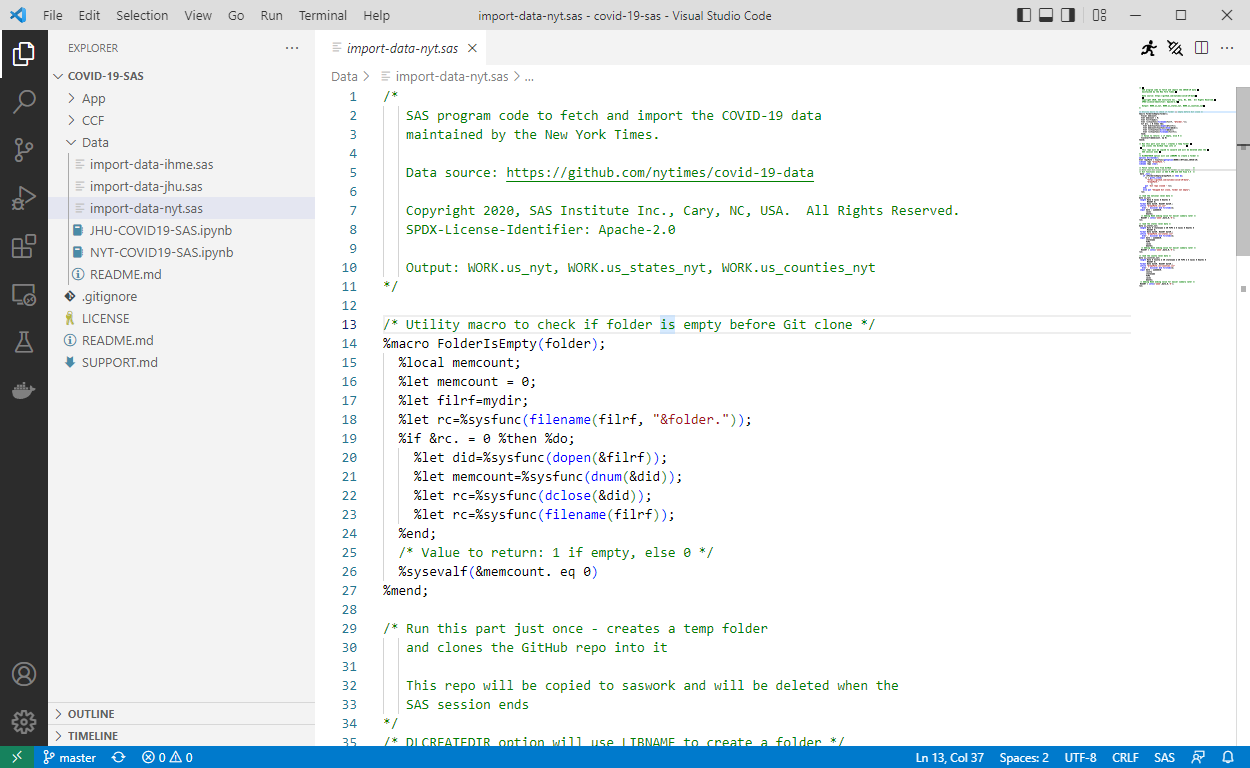 File Edit Selection View Go Run Terminal Help import-data-nyt.sas - covid-19-sas - Visual Studio Code
EXPLORER
COVID-19-SAS
App
CCF
Data
import-data-ihme.sas
import-data-jhu.sas
import-data-nyt.sas
JHU-COVID19-SAS.ipynb
NYT-COVID19-SAS.ipynb
README.md
.gitignore
LICENSE
README.md
SUPPORT.md
OUTLINE
TIMELINE
import-data-nyt.sas
Data > import-data-nyt.sas > ...
1 /*
2 SAS program code to fetch and import the COVID-19 data
3 maintained by the New York Times.
4
5 Data source: https://github.com/nytimes/covid-19-data
6
7 Copyright 2020, SAS Institute Inc., Cary, NC, USA.  All Rights Reserved.
8 SPDX-License-Identifier: Apache-2.0
9
10 Output: WORK.us_nyt, WORK.us_states_nyt, WORK.us_counties_nyt
11 */
12
13 /* Utility macro to check if folder is empty before Git clone */
14 %macro FolderIsEmpty(folder);
15 %local memcount;
16 %let memcount = 0;
17 %let filrf=mydir;
18 %let rc=%sysfunc(filename(filrf, "&folder."));
19 %if &rc. = 0 %then %do;
20 %let did=%sysfunc(dopen(&filrf));
21 %let memcount=%sysfunc(dnum(&did));
22 %let rc=%sysfunc(dclose(&did));
23 %let rc=%sysfunc(filename(filrf));
24 %end;
25 /* Value to return: 1 if empty, else 0 */
26 %sysevalf(&memcount. eq 0)
27 %mend;
28
29 /* Run this part just once - creates a temp folder
30 and clones the GitHub repo into it
31
32 This repo will be copied to saswork and will be deleted when the
33 SAS session ends
34 */
35 /* DLCREATEDIR option will use LIBNAME to create a folder */
master 0 0 Ln 13, Col 37 Spaces: 2 UTF-8 CRLF SAS